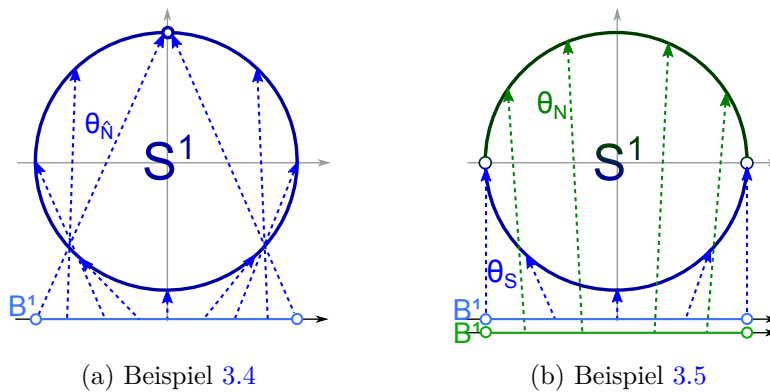 θ_N̂
S¹
B¹
θ_N
S¹
θ_S
B¹
B¹
(a) Beispiel 3.4
(b) Beispiel 3.5